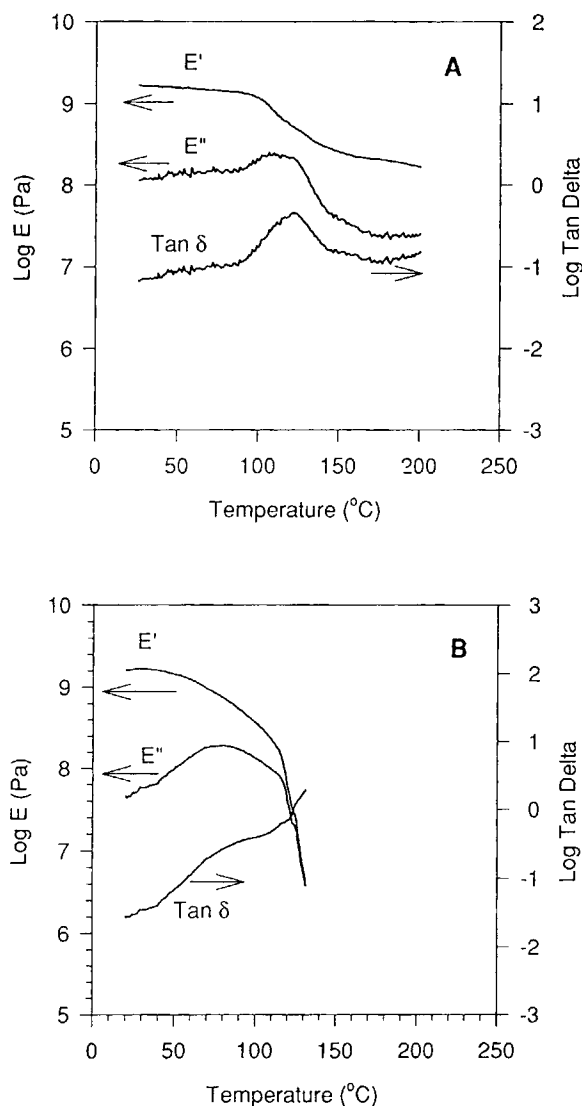 10
9
8
7
6
5
Log E (Pa)
2
1
0
-1
-2
-3
Log Tan Delta
A
E'
E"
Tan δ
0 50 100 150 200 250
Temperature (°C)
10
9
8
7
6
5
Log E (Pa)
3
2
1
0
-1
-2
-3
Log Tan Delta
B
E'
E"
Tan δ
0 50 100 150 200 250
Temperature (°C)